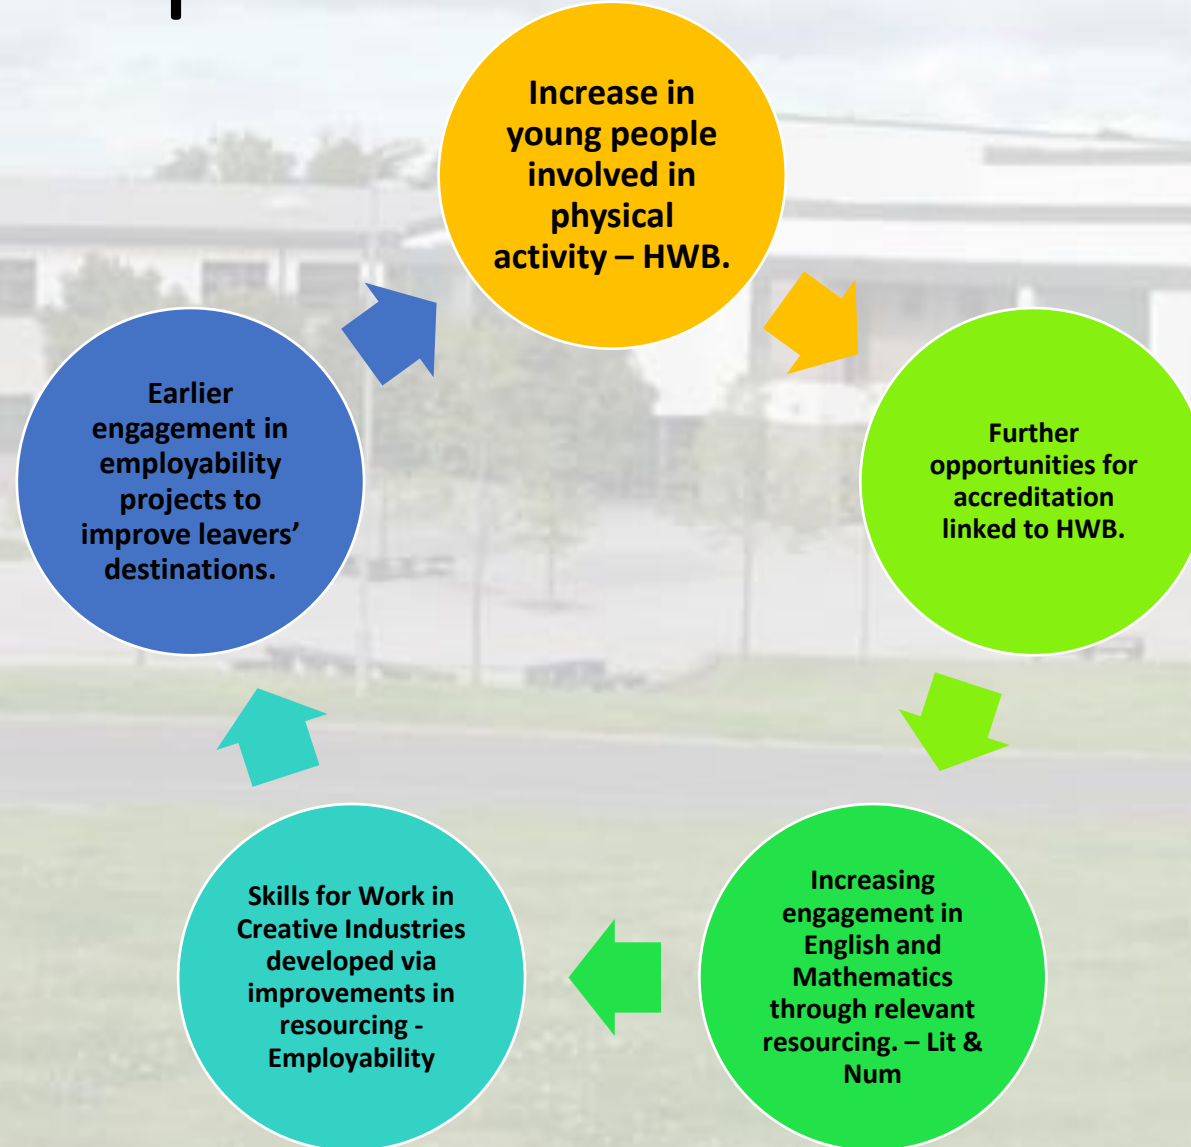 Increase in
young people
involved in
physical
activity – HWB.
Further
opportunities for
accreditation
linked to HWB.
Increasing
engagement in
English and
Mathematics
through relevant
resourcing. – Lit &
Num
Skills for Work in
Creative Industries
developed via
improvements in
resourcing -
Employability
Earlier
engagement in
employability
projects to
improve leavers’
destinations.